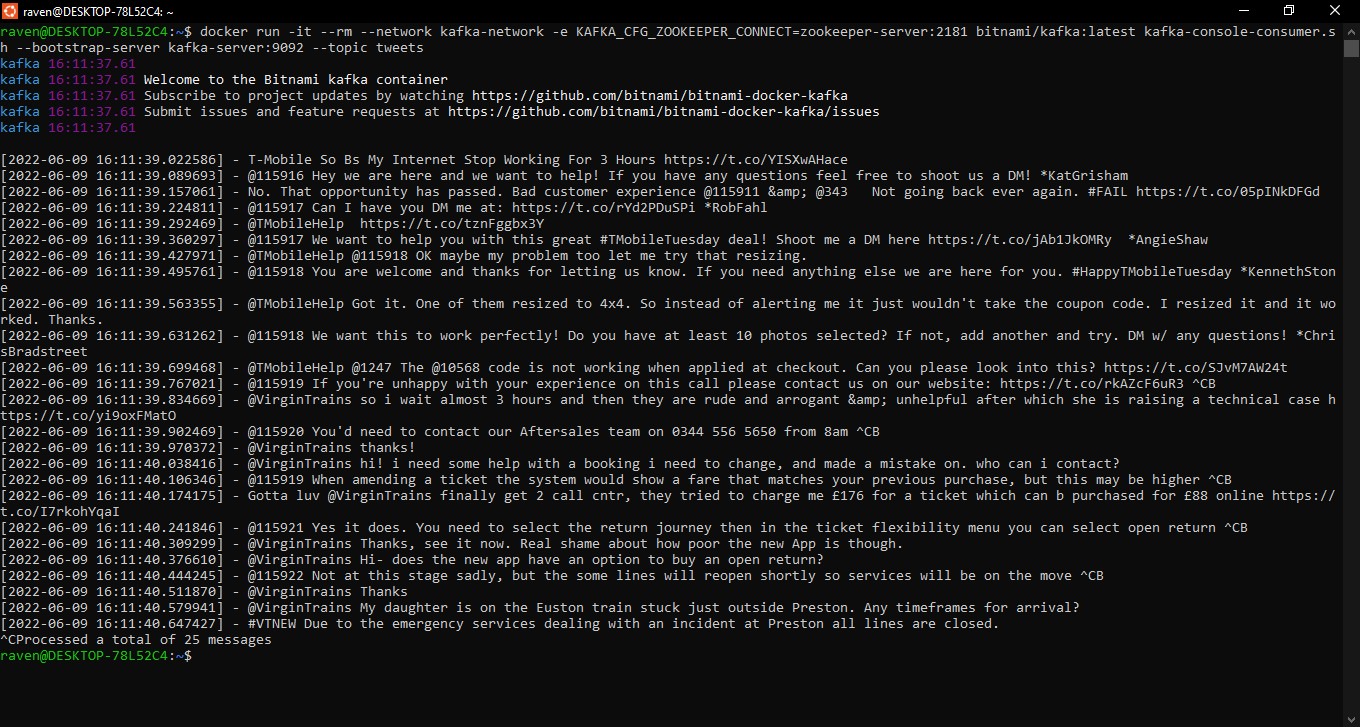 raven@DESKTOP-78L52C4: ~
raven@DESKTOP-78L52C4:~$ docker run -it --rm --network kafka-network -e KAFKA_CFG_ZOOKEEPER_CONNECT=zookeeper-server:2181 bitnami/kafka:latest kafka-console-consumer.s
h --bootstrap-server kafka-server:9092 --topic tweets
kafka 16:11:37.61
kafka 16:11:37.61 Welcome to the Bitnami kafka container
kafka 16:11:37.61 Subscribe to project updates by watching https://github.com/bitnami/bitnami-docker-kafka
kafka 16:11:37.61 Submit issues and feature requests at https://github.com/bitnami/bitnami-docker-kafka/issues
kafka 16:11:37.61
[2022-06-09 16:11:39.022586] - T-Mobile So Bs My Internet Stop Working For 3 Hours https://t.co/YISXwAHace
[2022-06-09 16:11:39.089693] - @115916 Hey we are here and we want to help! If you have any questions feel free to shoot us a DM! *KatGrisham
[2022-06-09 16:11:39.157061] - No. That opportunity has passed. Bad customer experience @115911 &amp; @343   Not going back ever again. #FAIL https://t.co/05pINkDFGd
[2022-06-09 16:11:39.224811] - @115917 Can I have you DM me at: https://t.co/rYd2PDuSPi *RobFahl
[2022-06-09 16:11:39.292469] - @TMobileHelp  https://t.co/tznFggbx3Y
[2022-06-09 16:11:39.360297] - @115917 We want to help you with this great #TMobileTuesday deal! Shoot me a DM here https://t.co/jAb1JkOMRy  *AngieShaw
[2022-06-09 16:11:39.427971] - @TMobileHelp @115918 OK maybe my problem too let me try that resizing.
[2022-06-09 16:11:39.495761] - @115918 You are welcome and thanks for letting us know. If you need anything else we are here for you. #HappyTMobileTuesday *KennethSton
e
[2022-06-09 16:11:39.563355] - @TMobileHelp Got it. One of them resized to 4x4. So instead of alerting me it just wouldn't take the coupon code. I resized it and it wo
rked. Thanks.
[2022-06-09 16:11:39.631262] - @115918 We want this to work perfectly! Do you have at least 10 photos selected? If not, add another and try. DM w/ any questions! *Chri
sBradstreet
[2022-06-09 16:11:39.699468] - @TMobileHelp @1247 The @10568 code is not working when applied at checkout. Can you please look into this? https://t.co/SJvM7AW24t
[2022-06-09 16:11:39.767021] - @115919 If you're unhappy with your experience on this call please contact us on our website: https://t.co/rkAZcF6uR3 ^CB
[2022-06-09 16:11:39.834669] - @VirginTrains so i wait almost 3 hours and then they are rude and arrogant &amp; unhelpful after which she is raising a technical case h
ttps://t.co/yi9oxFMatO
[2022-06-09 16:11:39.902469] - @115920 You'd need to contact our Aftersales team on 0344 556 5650 from 8am ^CB
[2022-06-09 16:11:39.970372] - @VirginTrains thanks!
[2022-06-09 16:11:40.038416] - @VirginTrains hi! i need some help with a booking i need to change, and made a mistake on. who can i contact?
[2022-06-09 16:11:40.106346] - @115919 When amending a ticket the system would show a fare that matches your previous purchase, but this may be higher ^CB
[2022-06-09 16:11:40.174175] - Gotta luv @VirginTrains finally get 2 call cntr, they tried to charge me £176 for a ticket which can b purchased for £88 online https://
t.co/I7rkohYqaI
[2022-06-09 16:11:40.241846] - @115921 Yes it does. You need to select the return journey then in the ticket flexibility menu you can select open return ^CB
[2022-06-09 16:11:40.309299] - @VirginTrains Thanks, see it now. Real shame about how poor the new App is though.
[2022-06-09 16:11:40.376610] - @VirginTrains Hi- does the new app have an option to buy an open return?
[2022-06-09 16:11:40.444245] - @115922 Not at this stage sadly, but the some lines will reopen shortly so services will be on the move ^CB
[2022-06-09 16:11:40.511870] - @VirginTrains Thanks
[2022-06-09 16:11:40.579941] - @VirginTrains My daughter is on the Euston train stuck just outside Preston. Any timeframes for arrival?
[2022-06-09 16:11:40.647427] - #VTNEW Due to the emergency services dealing with an incident at Preston all lines are closed.
^CProcessed a total of 25 messages
raven@DESKTOP-78L52C4:~$